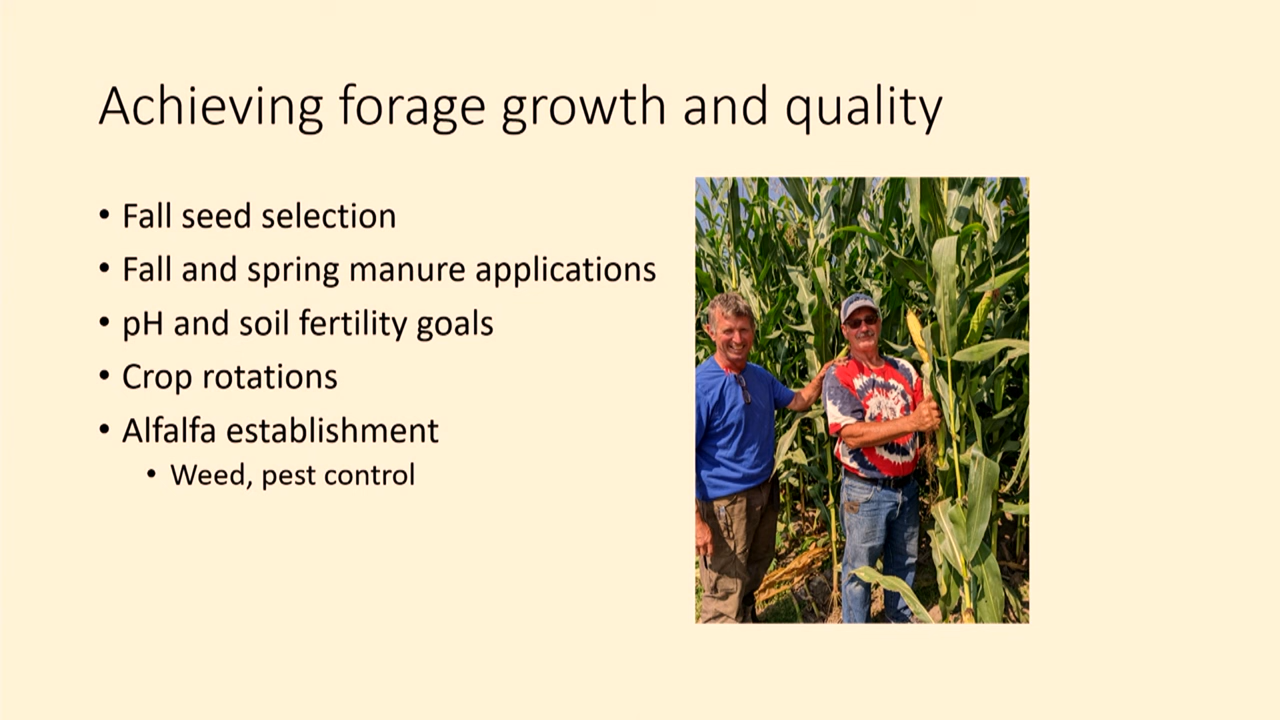 Achieving forage growth and quality
• Fall seed selection
• Fall and spring manure applications
• pH and soil fertility goals
• Crop rotations
• Alfalfa establishment
• Weed, pest control